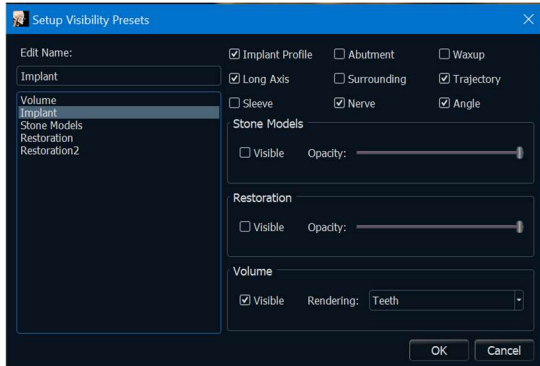 Setup Visibility Presets
Edit Name:
Implant
Volume
Implant
Stone Models
Restoration
Restoration2
Implant Profile Abutment Waxup
Long Axis Surrounding Trajectory
Sleeve Nerve Angle
Stone Models
Visible Opacity:
Restoration
Visible Opacity:
Volume
Visible Rendering: Teeth
OK Cancel